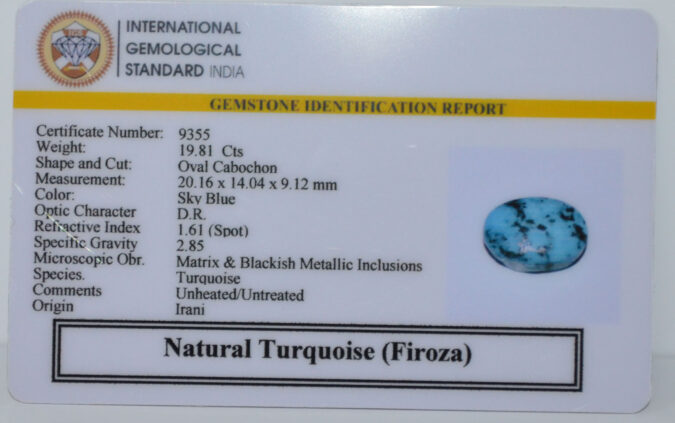 INTERNATIONAL
GEMOLOGICAL
STANDARD INDIA
GEMSTONE IDENTIFICATION REPORT
Certificate Number: 9355
Weight: 19.81 Cts
Shape and Cut: Oval Cabochon
Measurement: 20.16 x 14.04 x 9.12 mm
Color: Sky Blue
Optic Character D.R.
Refractive Index 1.61 (Spot)
Specific Gravity 2.85
Microscopic Obr. Matrix & Blackish Metallic Inclusions
Species. Turquoise
Comments Unheated/Untreated
Origin Irani
Natural Turquoise (Firoza)